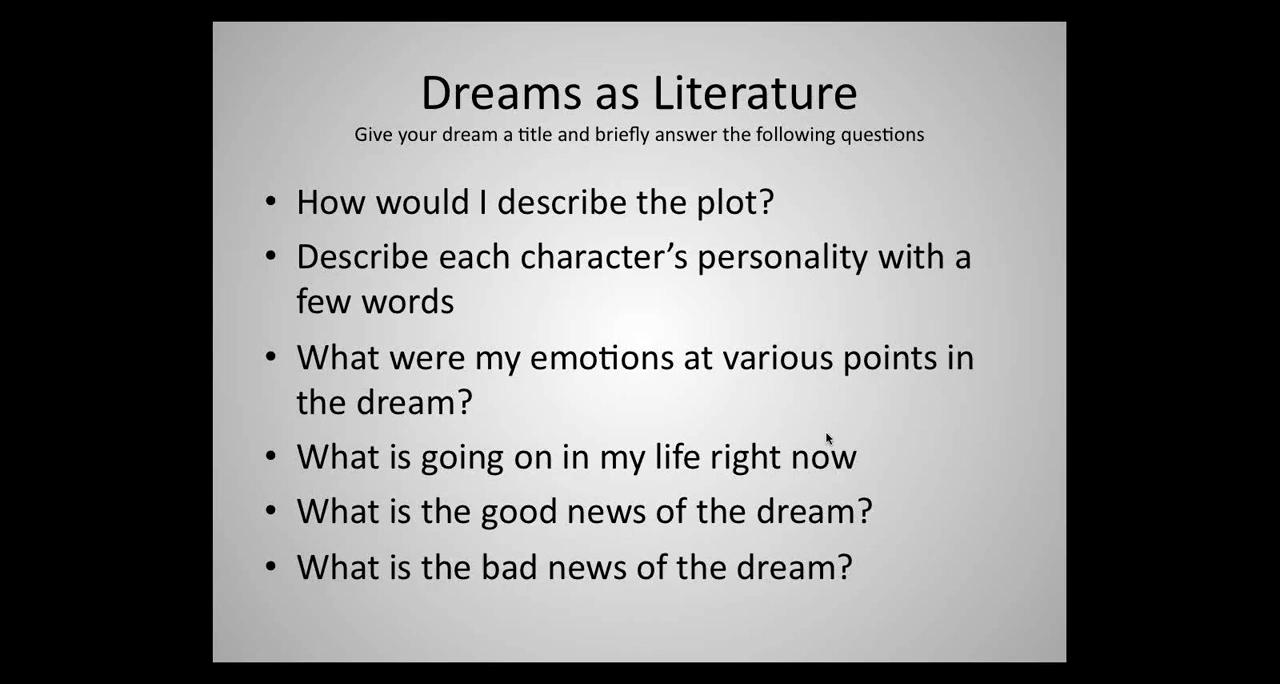 Dreams as Literature
Give your dream a title and briefly answer the following questions
• How would I describe the plot?
• Describe each character’s personality with a
few words
• What were my emotions at various points in
the dream?
• What is going on in my life right now
• What is the good news of the dream?
• What is the bad news of the dream?